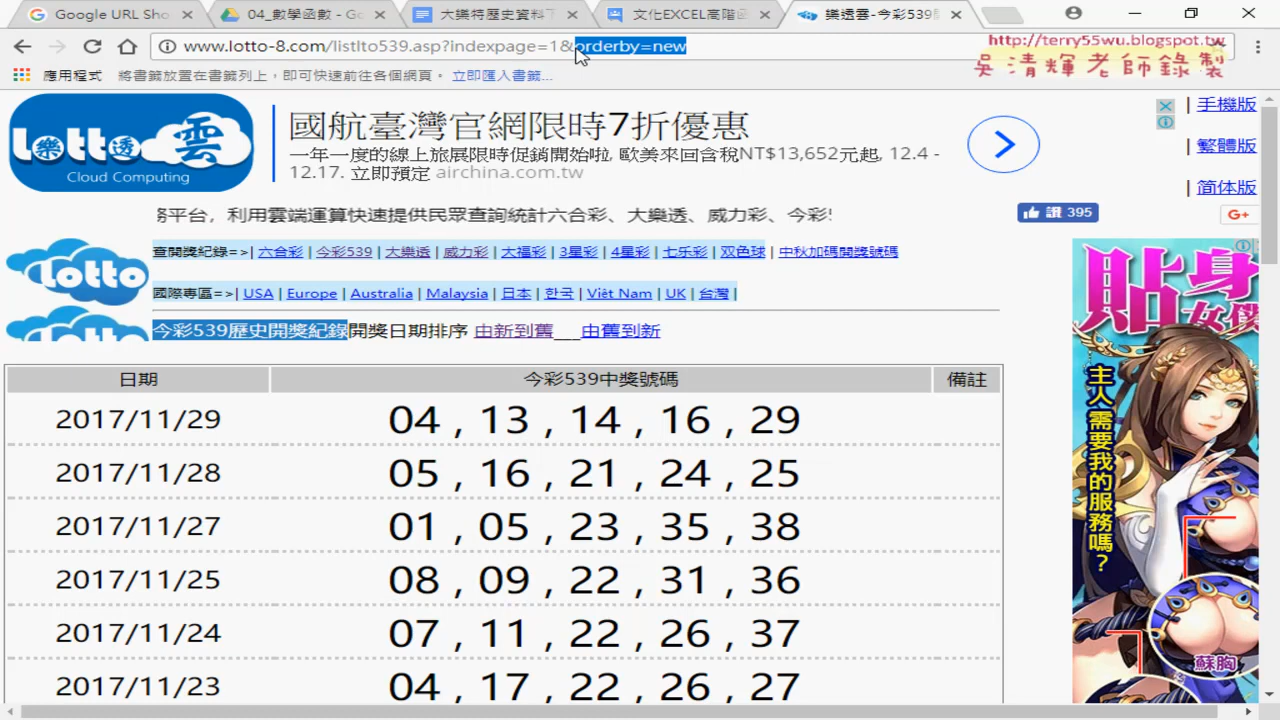 Google URL Sho
04_數學函數 - Go
大樂特歷史資料下
文化EXCEL高階函
樂透雲-今彩539
www.lotto-8.com/listlto539.asp?indexpage=1&orderby=new
http://terry55wu.blogspot.tw
吳清輝老師錄製
應用程式
將書籤放置在書籤列上，即可快速前往各個網頁。 立即匯入書籤...
Lotto
樂透雲
Cloud Computing
國航臺灣官網限時7折優惠
一年一度的線上旅展限時促銷開始啦, 歐美來回含稅NT$13,652元起, 12.4 -
12.17. 立即預定 airchina.com.tw
| 手機版
| 繁體版
| 简体版
務平台，利用雲端運算快速提供民眾查詢統計六合彩、大樂透、威力彩、今彩!
讚 395
G+
lotto
查開獎紀錄=>| 六合彩 | 今彩539 | 大樂透 | 威力彩 | 大福彩 | 3星彩 | 4星彩 | 七乐彩 | 双色球 | 中秋加碼開獎號碼
國際專區=>| USA | Europe | Australia | Malaysia | 日本 | 한국 | Việt Nam | UK | 台灣 |
今彩539歷史開獎紀錄開獎日期排序 由新到舊___由舊到新
日期 今彩539中獎號碼 備註
2017/11/29 04 , 13 , 14 , 16 , 29
2017/11/28 05 , 16 , 21 , 24 , 25
2017/11/27 01 , 05 , 23 , 35 , 38
2017/11/25 08 , 09 , 22 , 31 , 36
2017/11/24 07 , 11 , 22 , 26 , 37
2017/11/23 04 , 17 , 22 , 26 , 27
貼身
女僕
主人需要我的服務嗎？
蘇胸